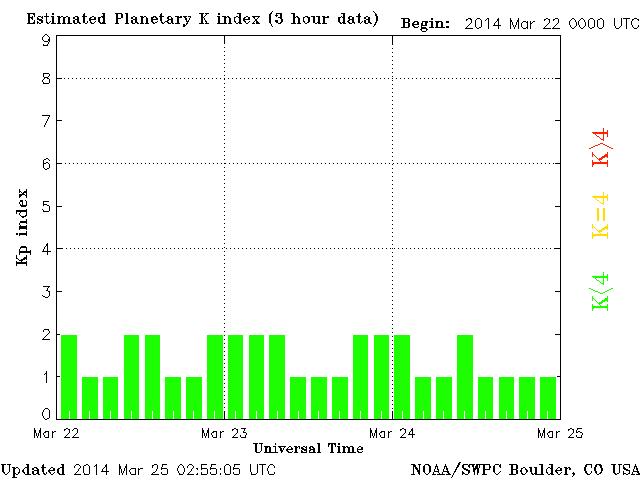 Estimated Planetary K index (3 hour data) Begin: 2014 Mar 22 0000 UTC
9
8
7
6
5
4
3
2
1
0
Kp index
K>4
K=4
K<4
Mar 22 Mar 23 Mar 24 Mar 25
Universal Time
Updated 2014 Mar 25 02:55:05 UTC NOAA/SWPC Boulder, CO USA